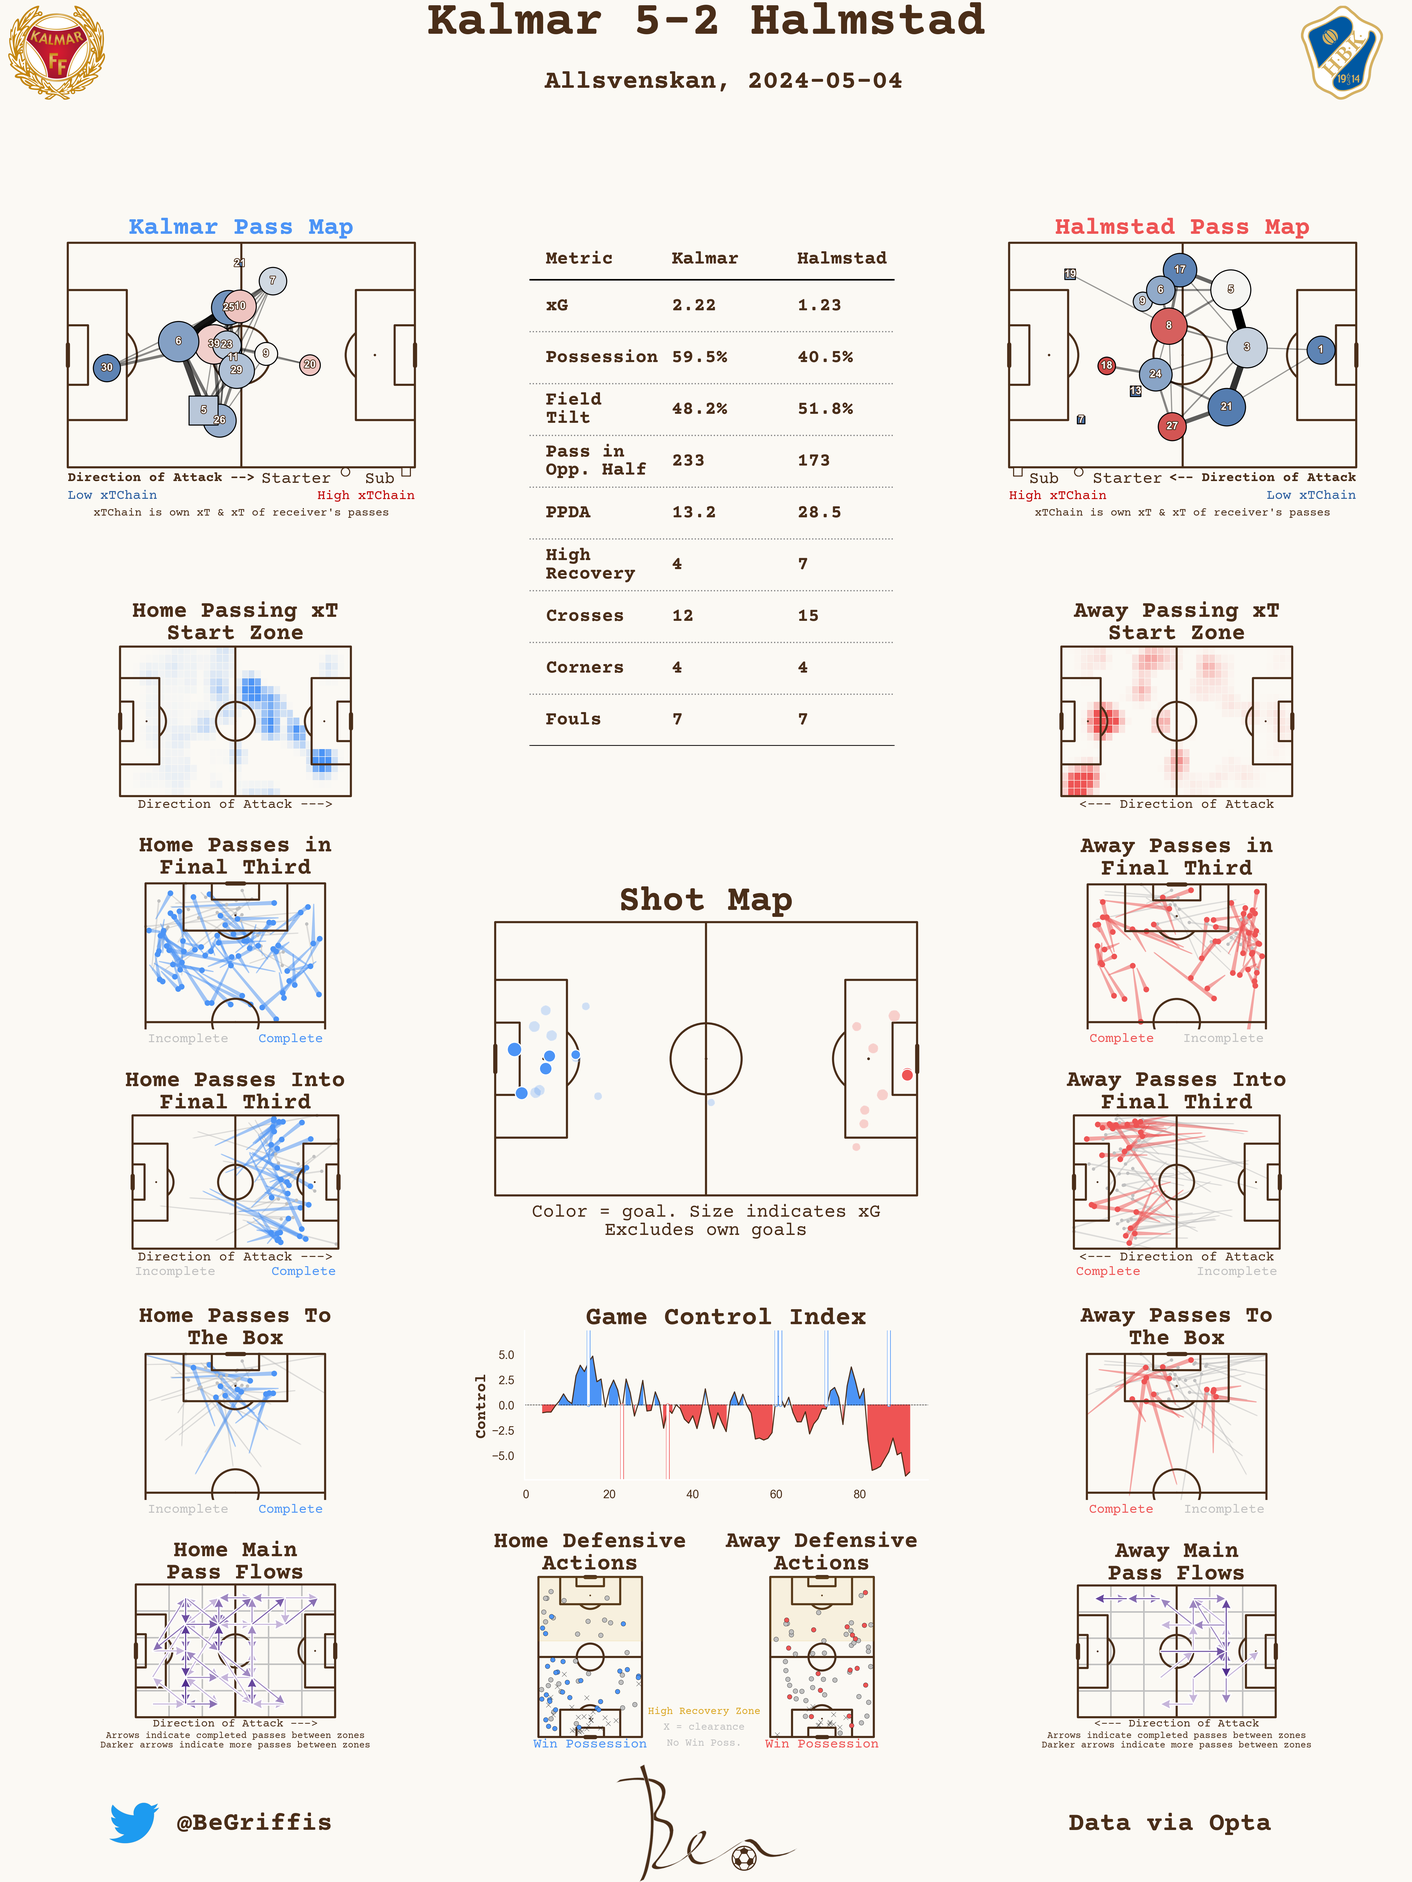 Kalmar 5-2 Halmstad
Allsvenskan, 2024-05-04
KALMAR
FF
H.B.K.
19 14
Kalmar Pass Map
21
7
25
10
6
39
23
11
9
30
29
20
5
26
Direction of Attack --> Starter Sub
Low xTChain High xTChain
xTChain is own xT & xT of receiver's passes
Metric Kalmar Halmstad
xG 2.22 1.23
Possession 59.5% 40.5%
Field
Tilt 48.2% 51.8%
Pass in
Opp. Half 233 173
PPDA 13.2 28.5
High
Recovery 4 7
Crosses 12 15
Corners 4 4
Fouls 7 7
Halmstad Pass Map
19
17
6
5
9
8
3
1
18
24
13
21
7
27
Sub Starter <-- Direction of Attack
High xTChain Low xTChain
xTChain is own xT & xT of receiver's passes
Home Passing xT
Start Zone
Direction of Attack --->
Away Passing xT
Start Zone
<--- Direction of Attack
Home Passes in
Final Third
Incomplete Complete
Away Passes in
Final Third
Complete Incomplete
Shot Map
Color = goal. Size indicates xG
Excludes own goals
Home Passes Into
Final Third
Direction of Attack --->
Incomplete Complete
Away Passes Into
Final Third
<--- Direction of Attack
Complete Incomplete
Home Passes To
The Box
Incomplete Complete
Game Control Index
Control
5.0
2.5
0.0
−2.5
−5.0
0 20 40 60 80
Away Passes To
The Box
Complete Incomplete
Home Main
Pass Flows
Direction of Attack --->
Arrows indicate completed passes between zones
Darker arrows indicate more passes between zones
Home Defensive
Actions
Win Possession
Away Defensive
Actions
Win Possession
High Recovery Zone
X = clearance
No Win Poss.
Away Main
Pass Flows
<--- Direction of Attack
Arrows indicate completed passes between zones
Darker arrows indicate more passes between zones
@BeGriffis
Ben
Data via Opta